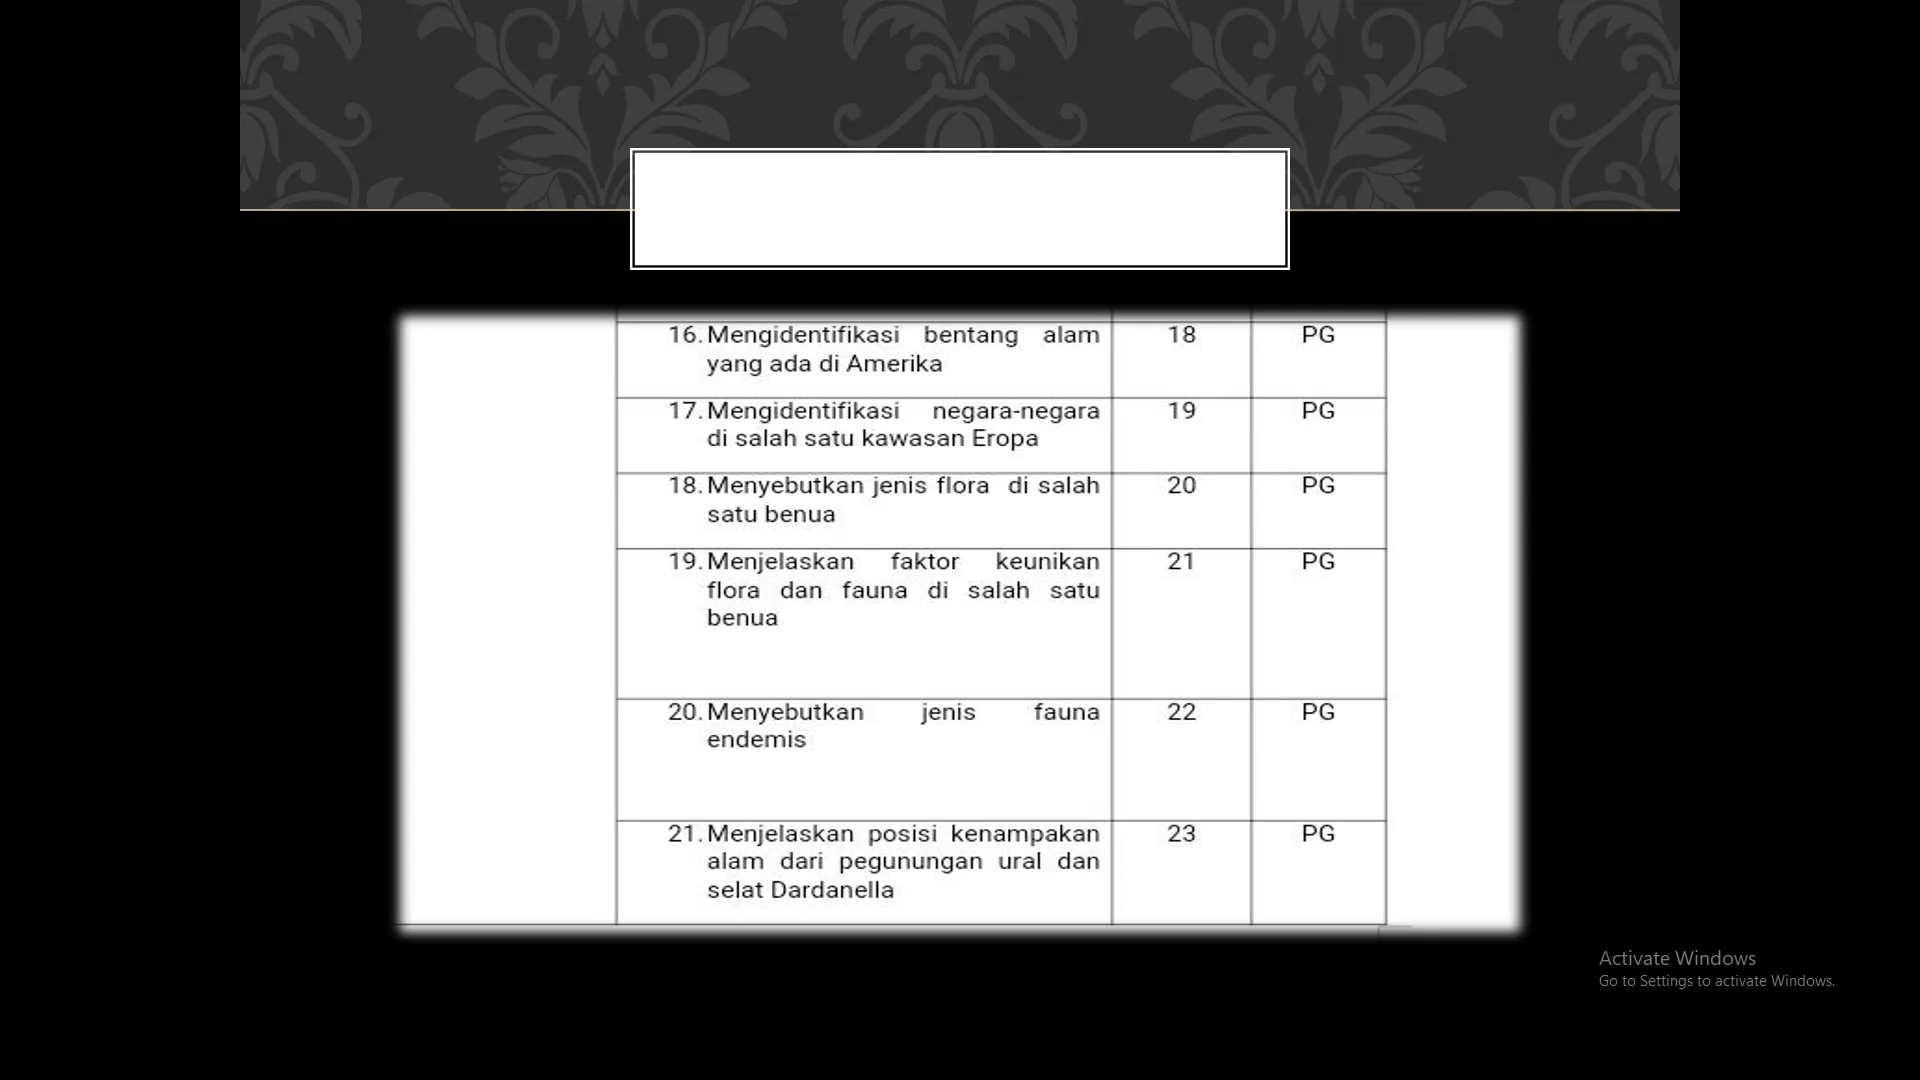 16. Mengidentifikasi bentang alam 18 PG
yang ada di Amerika
17. Mengidentifikasi negara-negara 19 PG
di salah satu kawasan Eropa
18. Menyebutkan jenis flora di salah 20 PG
satu benua
19. Menjelaskan faktor keunikan 21 PG
flora dan fauna di salah satu
benua
20. Menyebutkan jenis fauna 22 PG
endemis
21. Menjelaskan posisi kenampakan 23 PG
alam dari pegunungan ural dan
selat Dardanella
Activate Windows
Go to Settings to activate Windows.